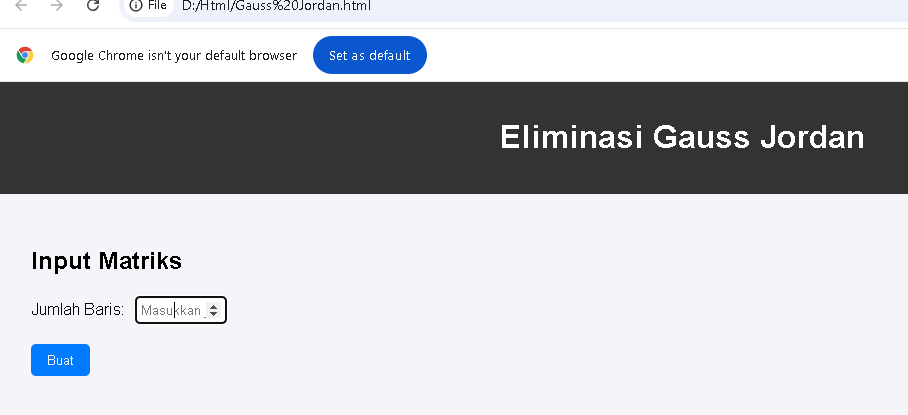 File D:/Html/Gauss%20Jordan.html
Google Chrome isn't your default browser Set as default
Eliminasi Gauss Jordan
Input Matriks
Jumlah Baris: Masukkan
Buat